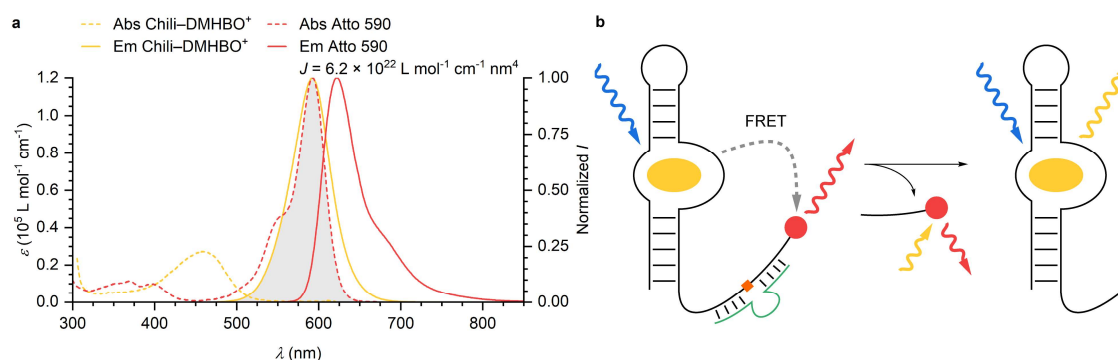 a
Abs Chili–DMHBO⁺
Abs Atto 590
Em Chili–DMHBO⁺
Em Atto 590
J = 6.2 × 10²² L mol⁻¹ cm⁻¹ nm⁴
1.2
1.0
0.8
0.6
0.4
0.2
0.0
ε (10⁵ L mol⁻¹ cm⁻¹)
1.00
0.75
0.50
0.25
0.00
Normalized I
300 400 500 600 700 800
λ (nm)
b
FRET